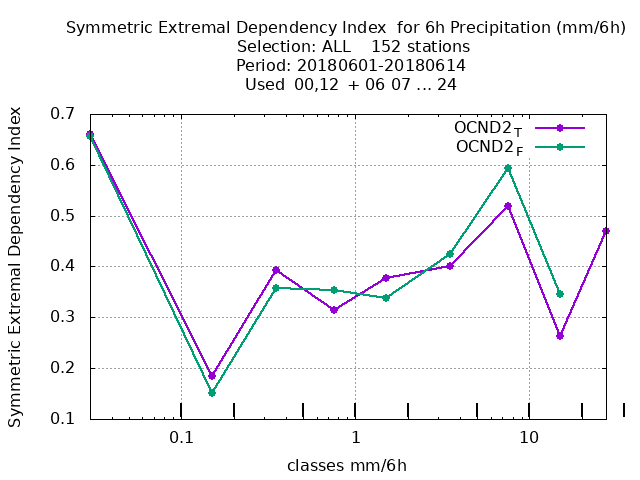 Symmetric Extremal Dependency Index  for 6h Precipitation (mm/6h)
Selection: ALL    152 stations
Period: 20180601-20180614
Used  00,12  + 06 07 ... 24
Symmetric Extremal Dependency Index
0.7
0.6
0.5
0.4
0.3
0.2
0.1
OCND2T
OCND2F
0.1 1 10
classes mm/6h